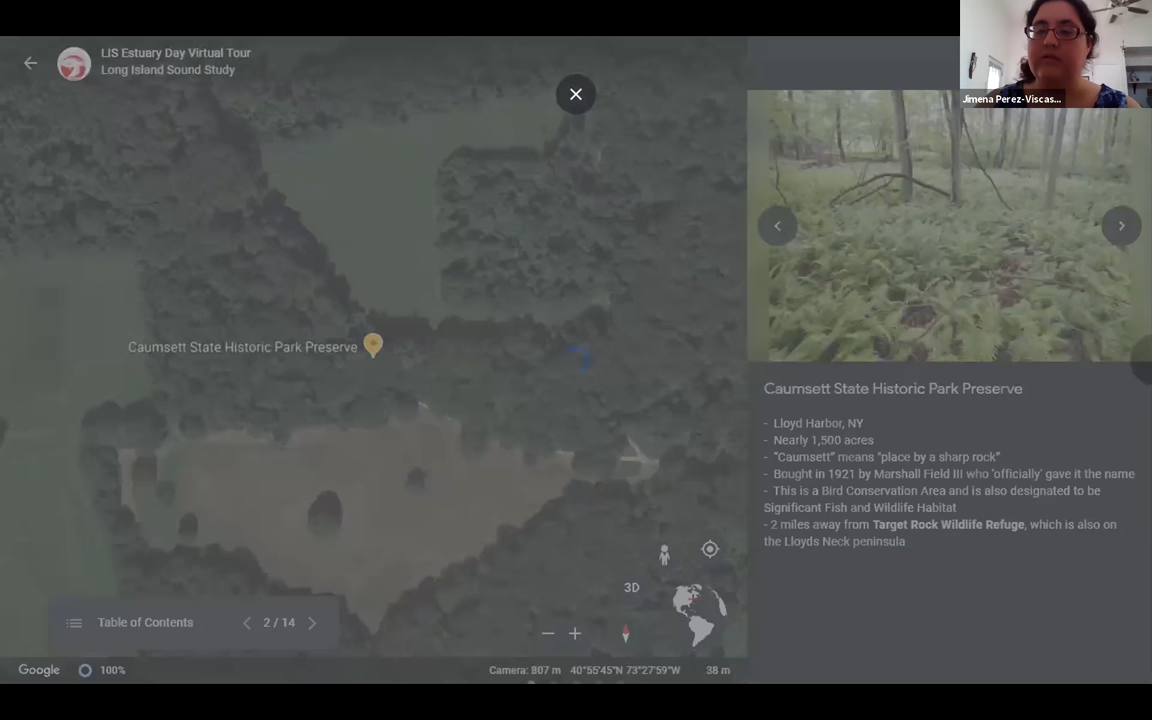 LIS Estuary Day Virtual Tour
Long Island Sound Study
Jimena Perez-Viscas...
Caumsett State Historic Park Preserve
Caumsett State Historic Park Preserve
- Lloyd Harbor, NY
- Nearly 1,500 acres
- "Caumsett" means "place by a sharp rock"
- Bought in 1921 by Marshall Field III who 'officially' gave it the name
- This is a Bird Conservation Area and is also designated to be
Significant Fish and Wildlife Habitat
- 2 miles away from Target Rock Wildlife Refuge, which is also on
the Lloyds Neck peninsula
3D
Table of Contents
2 / 14
Google
100%
Camera: 807 m
40°55'45"N 73°27'59"W
38 m